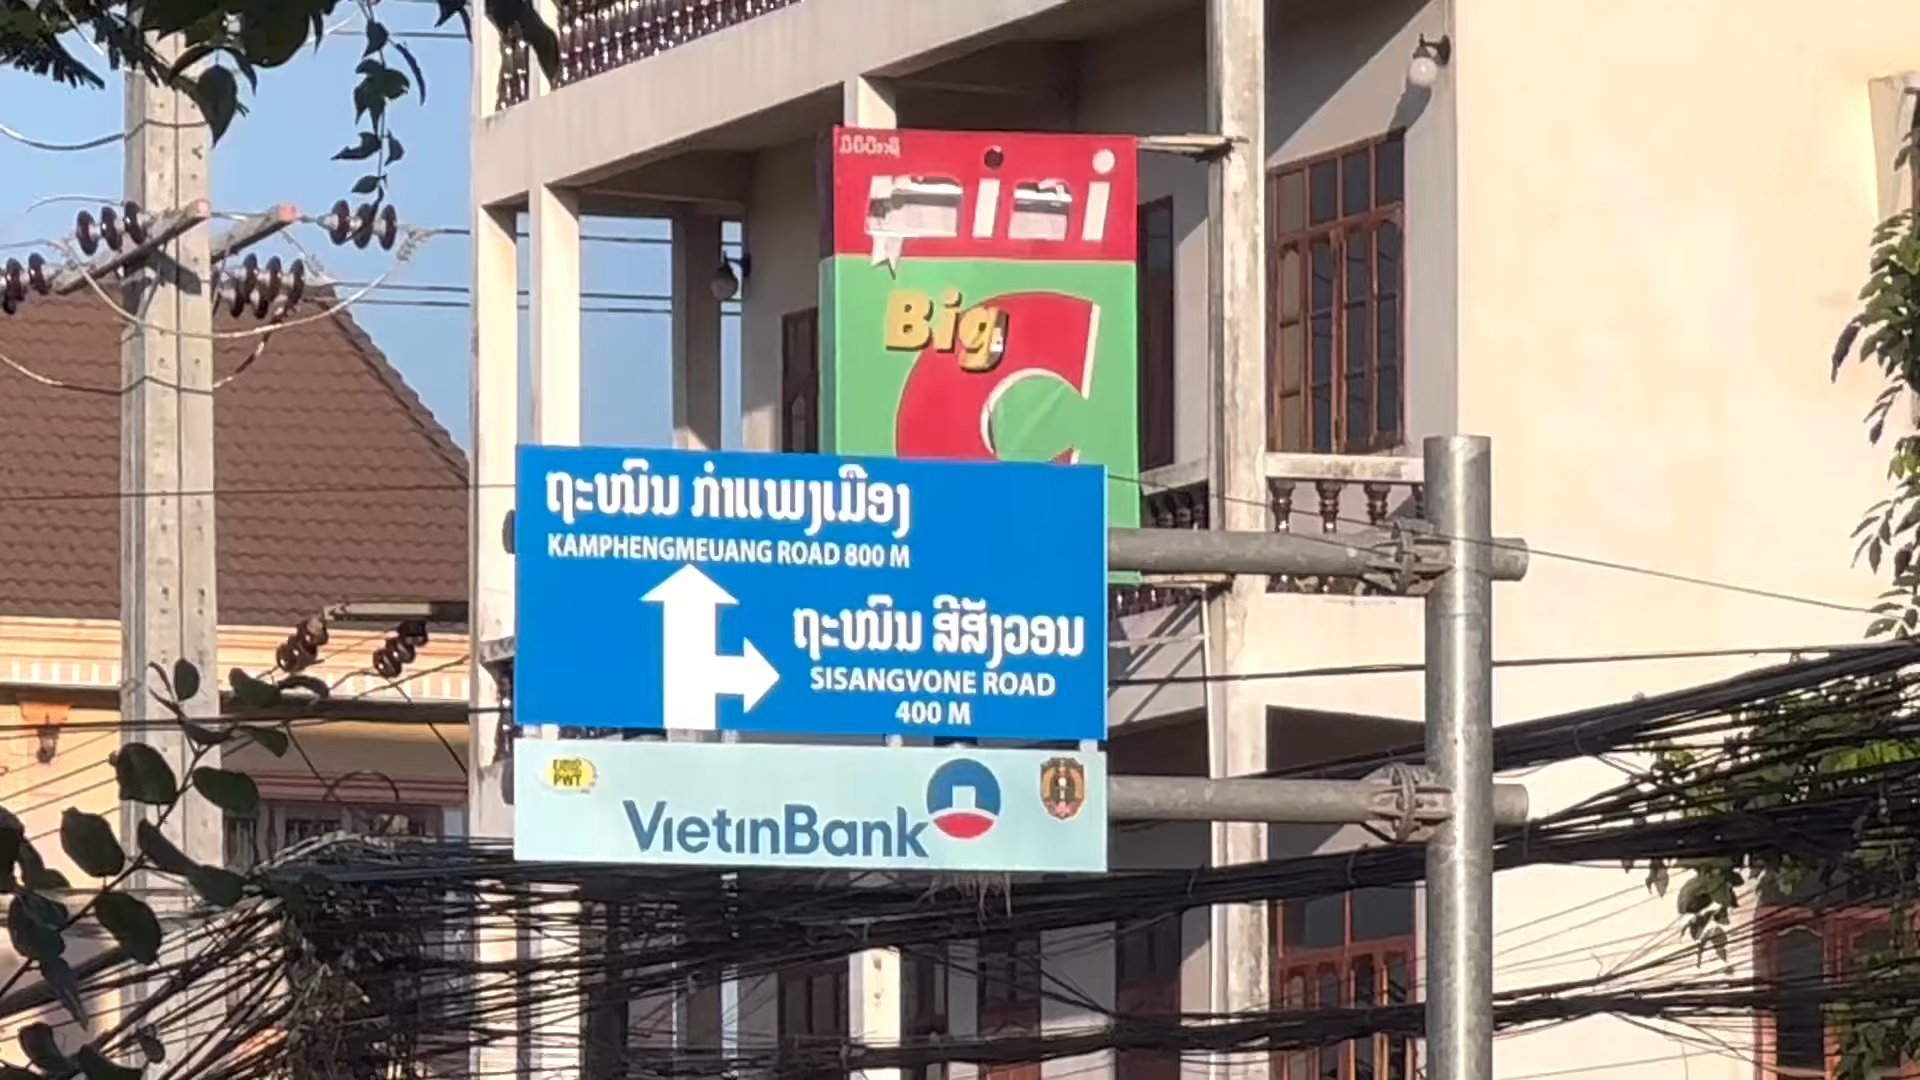 ມິນິບິກຊີ
mini
Big
C
ຖະໜົນ ກຳແພງເມືອງ
KAMPHENGMEUANG ROAD 800 M
ຖະໜົນ ສີສັງວອນ
SISANGVONE ROAD
400 M
PWT
VietinBank